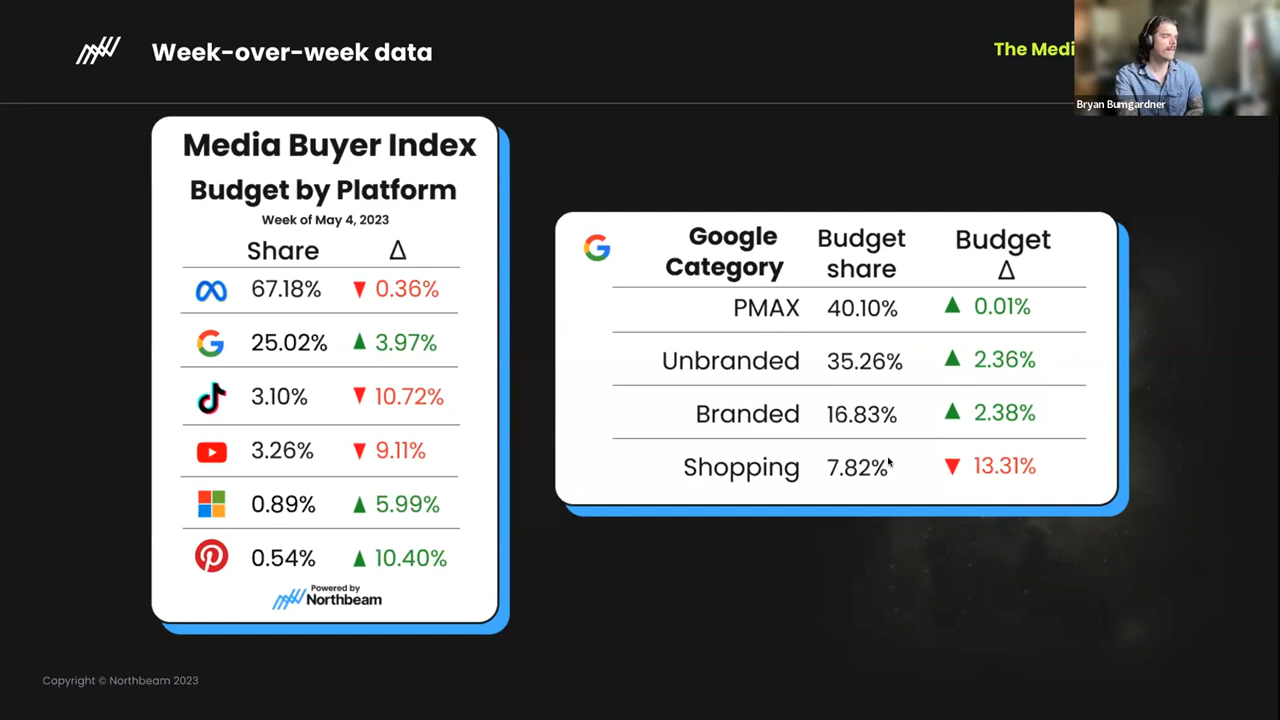 Week-over-week data
The Medi
Bryan Bumgardner
Media Buyer Index
Budget by Platform
Week of May 4, 2023
Share Δ
67.18% ▼ 0.36%
25.02% ▲ 3.97%
3.10% ▼ 10.72%
3.26% ▼ 9.11%
0.89% ▲ 5.99%
0.54% ▲ 10.40%
Powered by
Northbeam
Google
Category
Budget
share
Budget
Δ
PMAX 40.10% ▲ 0.01%
Unbranded 35.26% ▲ 2.36%
Branded 16.83% ▲ 2.38%
Shopping 7.82% ▼ 13.31%
Copyright © Northbeam 2023